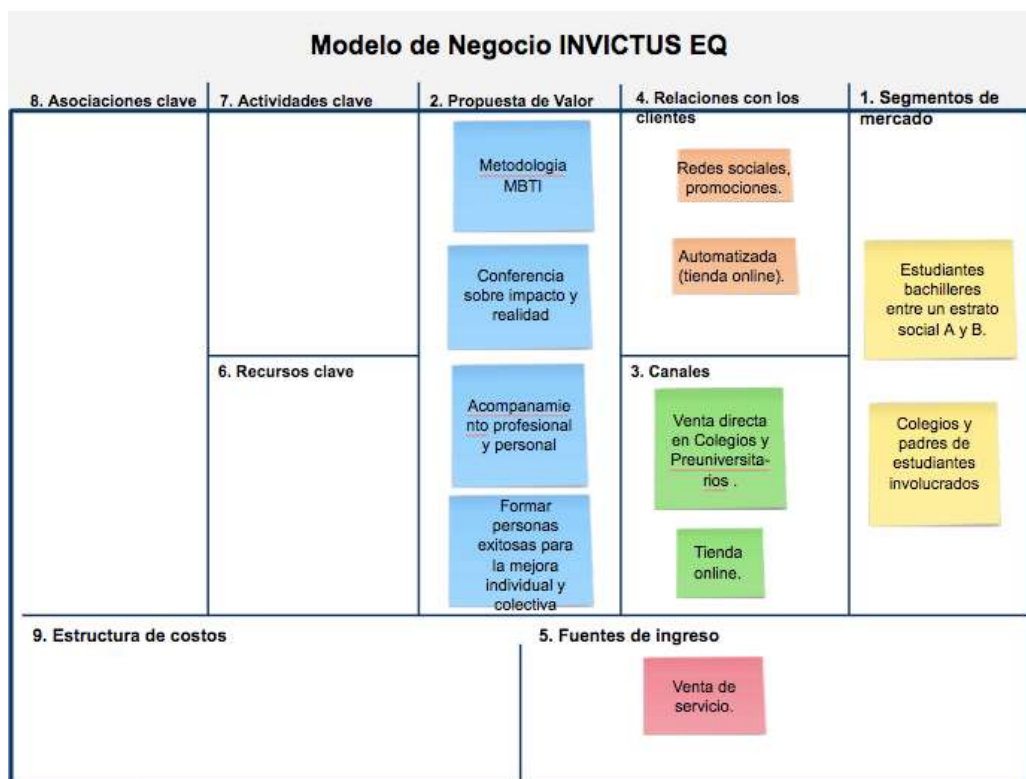 Modelo de Negocio INVICTUS EQ
8. Asociaciones clave
7. Actividades clave
2. Propuesta de Valor
4. Relaciones con los
clientes
1. Segmentos de
mercado
Metodologia
MBTI
Conferencia
sobre impacto y
realidad
Acompanamie
nto profesional
y personal
Formar
personas
exitosas para
la mejora
individual y
colectiva
Redes sociales,
promociones.
Automatizada
(tienda online).
Estudiantes
bachilleres
entre un estrato
social A y B.
Colegios y
padres de
estudiantes
involucrados
6. Recursos clave
3. Canales
Venta directa
en Colegios y
Preuniversita-
rios .
Tienda
online.
9. Estructura de costos
5. Fuentes de ingreso
Venta de
servicio.